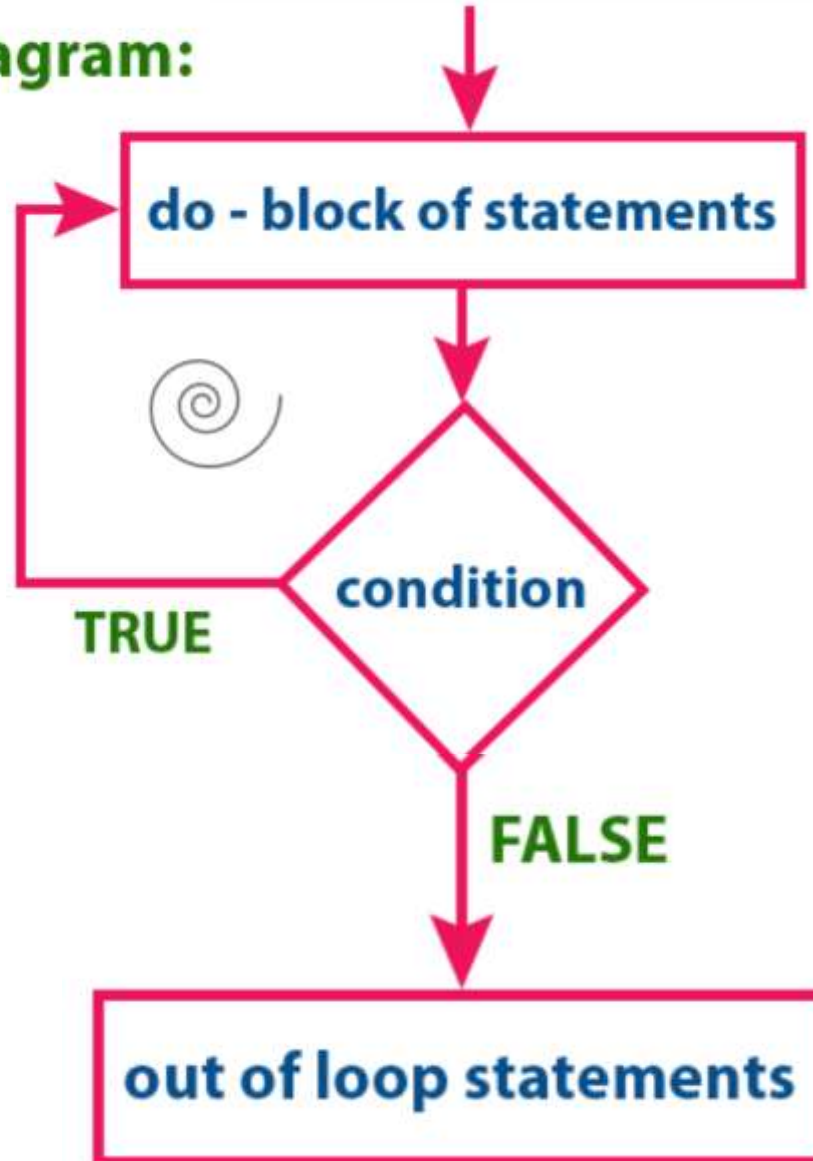 agram:
do - block of statements
condition
TRUE
FALSE
out of loop statements